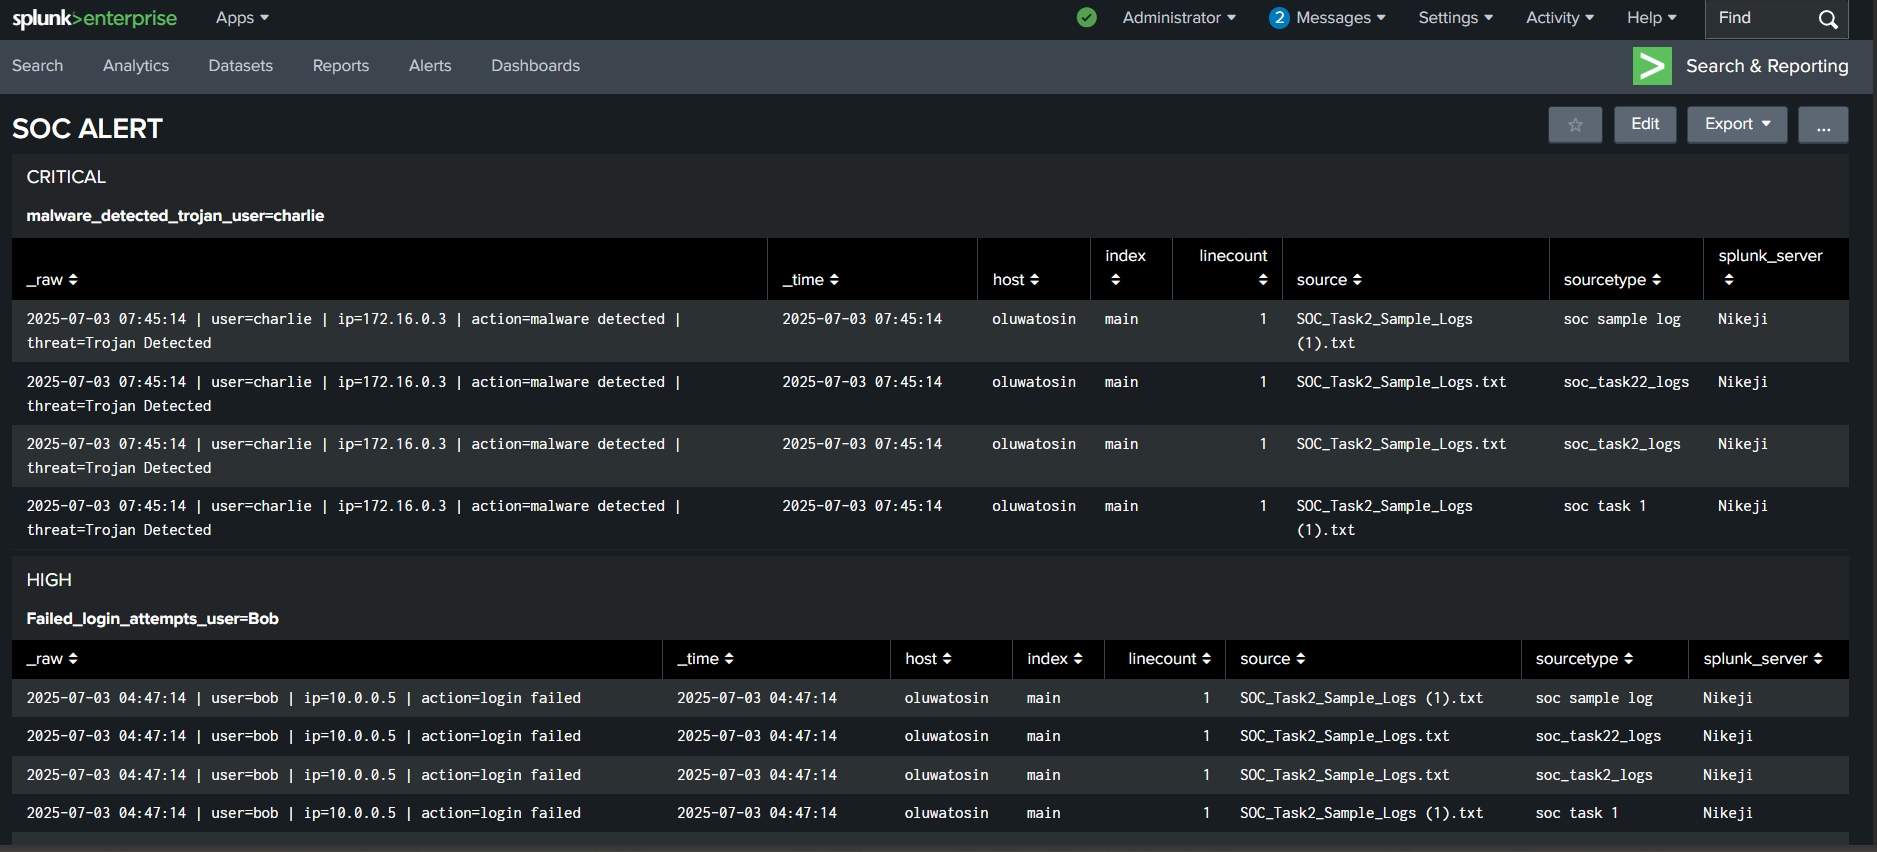 splunk>enterprise Apps Administrator 2 Messages Settings Activity Help Find
Search Analytics Datasets Reports Alerts Dashboards > Search & Reporting
SOC ALERT Edit Export ...
CRITICAL
malware_detected_trojan_user=charlie
_raw _time host index linecount source sourcetype splunk_server
2025-07-03 07:45:14 | user=charlie | ip=172.16.0.3 | action=malware detected | 2025-07-03 07:45:14 oluwatosin main 1 SOC_Task2_Sample_Logs soc sample log Nikeji
threat=Trojan Detected (1).txt
2025-07-03 07:45:14 | user=charlie | ip=172.16.0.3 | action=malware detected | 2025-07-03 07:45:14 oluwatosin main 1 SOC_Task2_Sample_Logs.txt soc_task22_logs Nikeji
threat=Trojan Detected
2025-07-03 07:45:14 | user=charlie | ip=172.16.0.3 | action=malware detected | 2025-07-03 07:45:14 oluwatosin main 1 SOC_Task2_Sample_Logs.txt soc_task2_logs Nikeji
threat=Trojan Detected
2025-07-03 07:45:14 | user=charlie | ip=172.16.0.3 | action=malware detected | 2025-07-03 07:45:14 oluwatosin main 1 SOC_Task2_Sample_Logs soc task 1 Nikeji
threat=Trojan Detected (1).txt
HIGH
Failed_login_attempts_user=Bob
_raw _time host index linecount source sourcetype splunk_server
2025-07-03 04:47:14 | user=bob | ip=10.0.0.5 | action=login failed 2025-07-03 04:47:14 oluwatosin main 1 SOC_Task2_Sample_Logs (1).txt soc sample log Nikeji
2025-07-03 04:47:14 | user=bob | ip=10.0.0.5 | action=login failed 2025-07-03 04:47:14 oluwatosin main 1 SOC_Task2_Sample_Logs.txt soc_task22_logs Nikeji
2025-07-03 04:47:14 | user=bob | ip=10.0.0.5 | action=login failed 2025-07-03 04:47:14 oluwatosin main 1 SOC_Task2_Sample_Logs.txt soc_task2_logs Nikeji
2025-07-03 04:47:14 | user=bob | ip=10.0.0.5 | action=login failed 2025-07-03 04:47:14 oluwatosin main 1 SOC_Task2_Sample_Logs (1).txt soc task 1 Nikeji